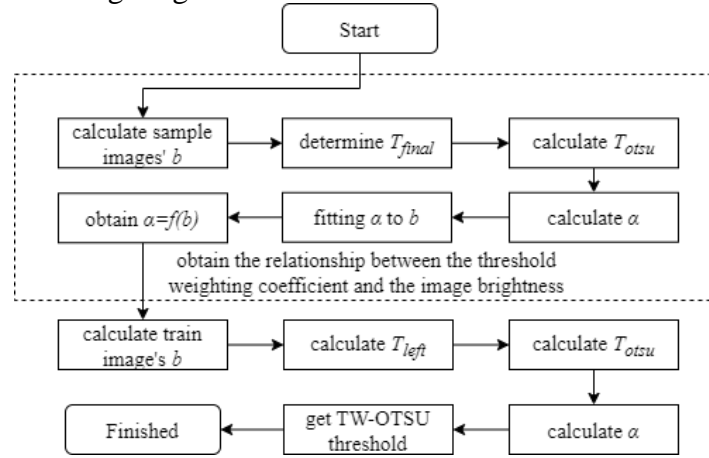 Start
calculate sample
images' b
determine T_final
calculate T_otsu
obtain α=f(b)
fitting α to b
calculate α
obtain the relationship between the threshold
weighting coefficient and the image brightness
calculate train
image's b
calculate T_left
calculate T_otsu
Finished
get TW-OTSU
threshold
calculate α